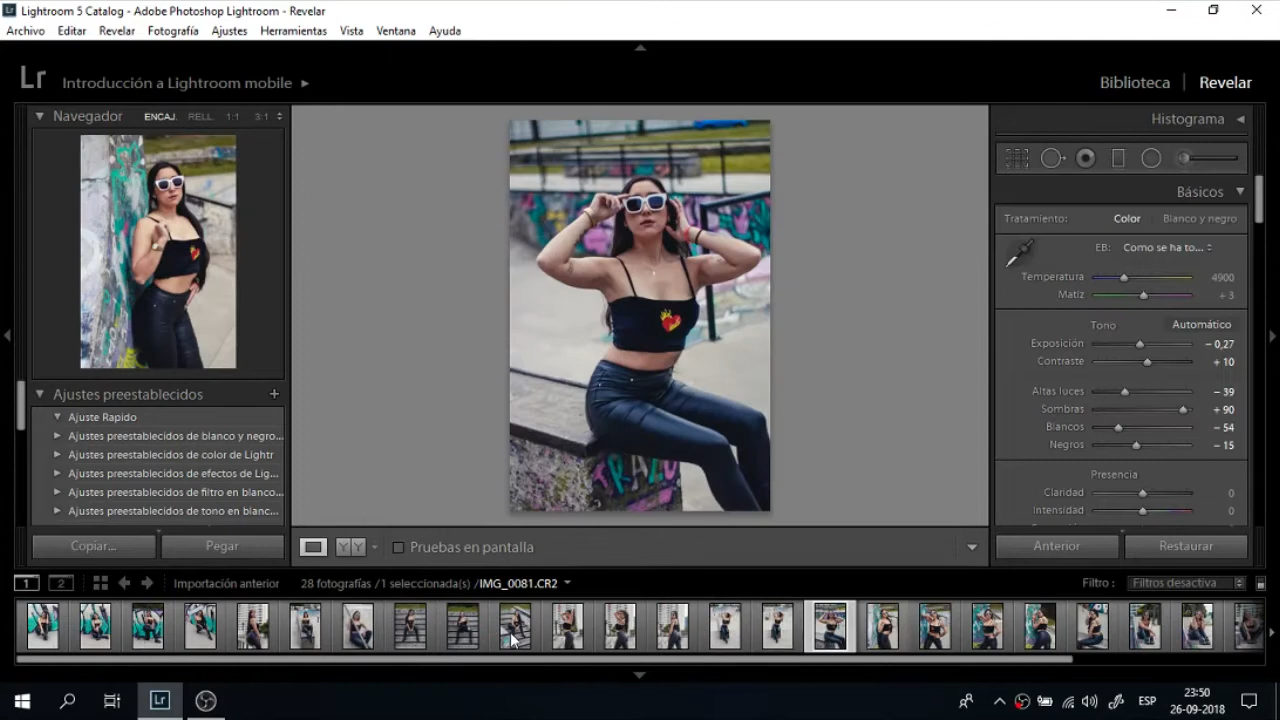 Lightroom 5 Catalog - Adobe Photoshop Lightroom - Revelar
Archivo Editar Revelar Fotografía Ajustes Herramientas Vista Ventana Ayuda
Lr Introducción a Lightroom mobile
Biblioteca | Revelar
Navegador ENCAJ. RELL. 1:1 3:1
Histograma
Básicos
Tratamiento: Color Blanco y negro
EB: Como se ha to...
Temperatura 4900
Matiz + 3
Tono Automático
Exposición - 0,27
Contraste + 10
Altas luces - 39
Sombras + 90
Blancos - 54
Negros - 15
Presencia
Claridad 0
Intensidad 0
Ajustes preestablecidos +
Ajuste Rapido
Ajustes preestablecidos de blanco y negro...
Ajustes preestablecidos de color de Lightr
Ajustes preestablecidos de efectos de Lig...
Ajustes preestablecidos de filtro en blanco...
Ajustes preestablecidos de tono en blanc...
Copiar... Pegar
YY Pruebas en pantalla
Anterior Restaurar
1 2 Importación anterior 28 fotografías /1 seleccionada(s) /IMG_0081.CR2
Filtro : Filtros desactiva
Lr
ESP
23:50
26-09-2018